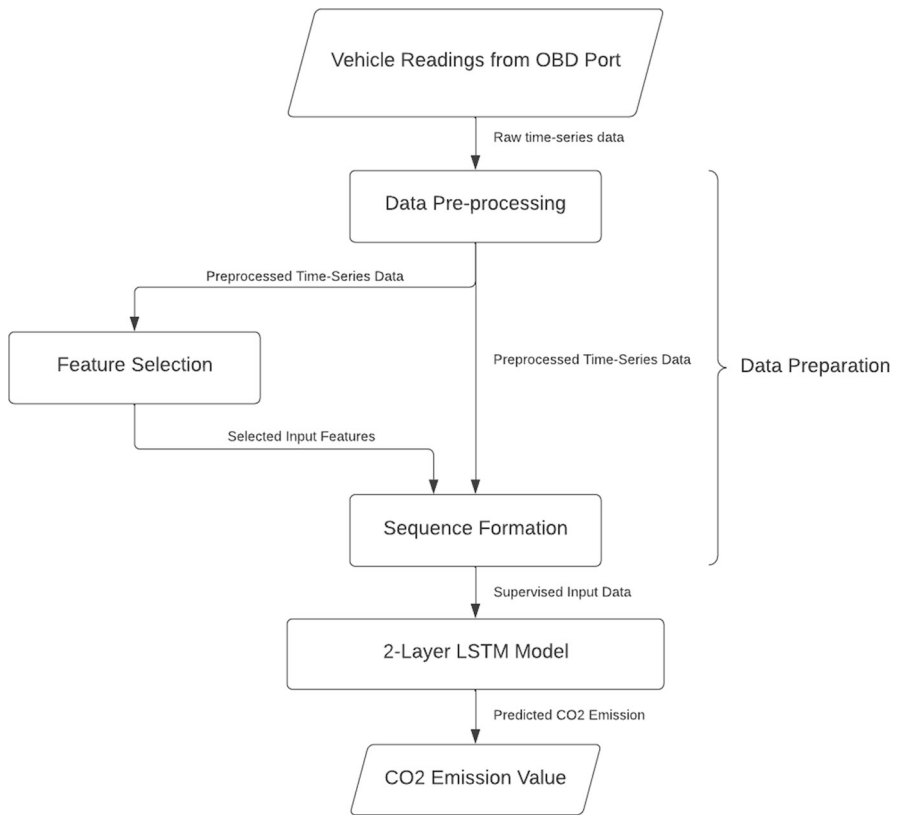 Vehicle Readings from OBD Port
Raw time-series data
Data Pre-processing
Preprocessed Time-Series Data
Feature Selection
Preprocessed Time-Series Data
Data Preparation
Selected Input Features
Sequence Formation
Supervised Input Data
2-Layer LSTM Model
Predicted CO2 Emission
CO2 Emission Value